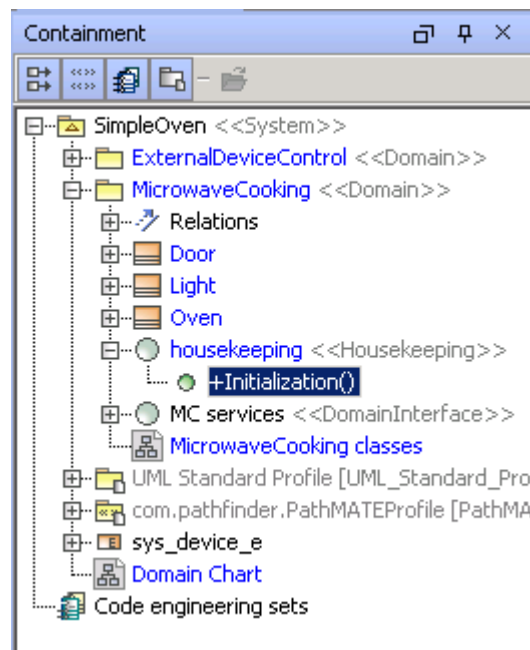 Containment
SimpleOven <<System>>
ExternalDeviceControl <<Domain>>
MicrowaveCooking <<Domain>>
Relations
Door
Light
Oven
housekeeping <<Housekeeping>>
+Initialization()
MC services <<DomainInterface>>
MicrowaveCooking classes
UML Standard Profile [UML_Standard_Pro
com.pathfinder.PathMATEProfile [PathMA
sys_device_e
Domain Chart
Code engineering sets